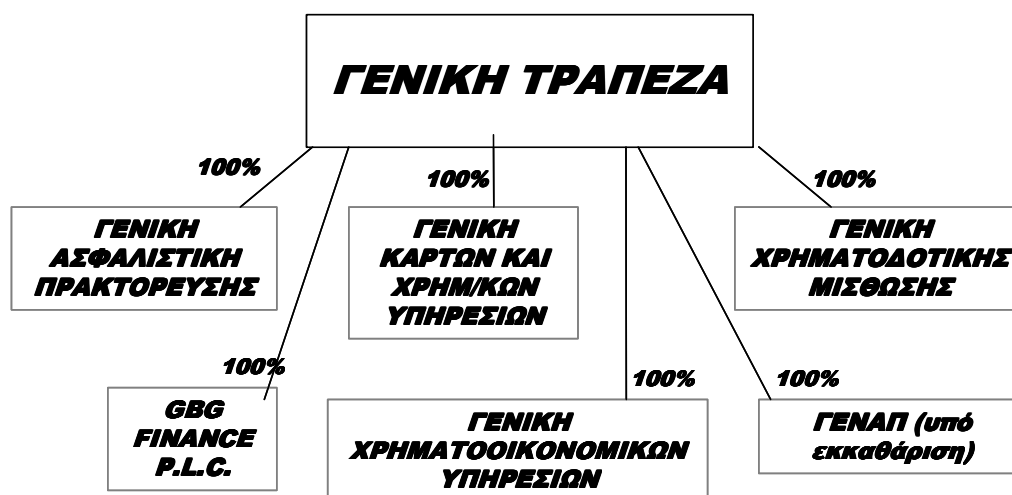 ΓΕΝΙΚΗ ΤΡΑΠΕΖΑ
100%
100%
100%
ΓΕΝΙΚΗ
ΑΣΦΑΛΙΣΤΙΚΗ
ΠΡΑΚΤΟΡΕΥΣΗΣ
ΓΕΝΙΚΗ
ΚΑΡΤΩΝ ΚΑΙ
ΧΡΗΜ/ΚΩΝ
ΥΠΗΡΕΣΙΩΝ
ΓΕΝΙΚΗ
ΧΡΗΜΑΤΟΔΟΤΙΚΗΣ
ΜΙΣΘΩΣΗΣ
100%
100%
100%
GBG
FINANCE
P.L.C.
ΓΕΝΙΚΗ
ΧΡΗΜΑΤΟΟΙΚΟΝΟΜΙΚΩΝ
ΥΠΗΡΕΣΙΩΝ
ΓΕΝΑΠ (υπό
εκκαθάριση)